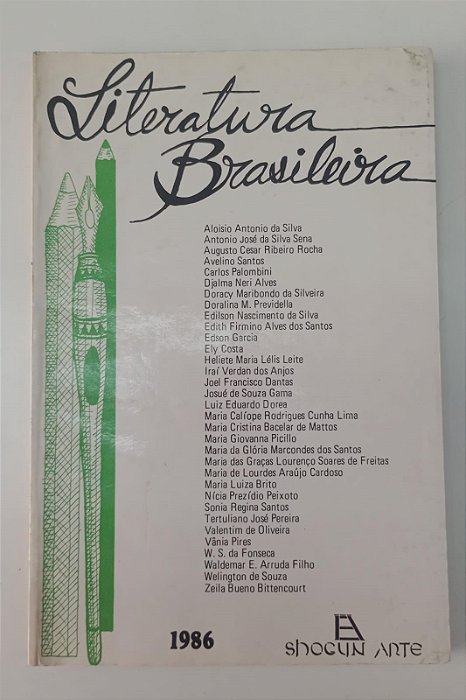 Literatura
Brasileira
Aloisio Antonio da Silva
Antonio José da Silva Sena
Augusto Cesar Ribeiro Rocha
Avelino Santos
Carlos Palombini
Djalma Neri Alves
Doracy Maribondo da Silveira
Doralina M. Previdella
Edilson Nascimento da Silva
Edith Firmino Alves dos Santos
Edson Garcia
Ely Costa
Heliete Maria Lélis Leite
Iraí Verdan dos Anjos
Joel Francisco Dantas
Josué de Souza Gama
Luiz Eduardo Dorea
Maria Calíope Rodrigues Cunha Lima
Maria Cristina Bacelar de Mattos
Maria Giovanna Picillo
Maria da Glória Marcondes dos Santos
Maria das Graças Lourenço Soares de Freitas
Maria de Lourdes Araújo Cardoso
Maria Luiza Brito
Nícia Prezídio Peixoto
Sonia Regina Santos
Tertuliano José Pereira
Valentim de Oliveira
Vânia Pires
W. S. da Fonseca
Waldemar E. Arruda Filho
Welington de Souza
Zeila Bueno Bittencourt
1986
SHOGUN ARTE